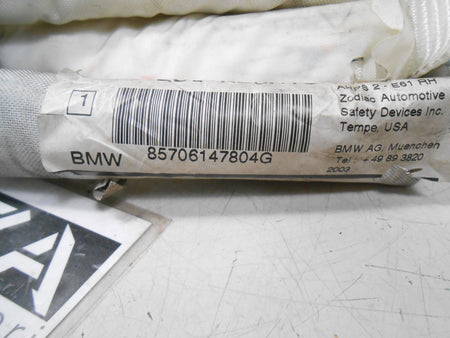 1
E61 RH
Zodiac Automotive
Safety Devices Inc.
Tempe, USA
BMW 85706147804G
BMW AG, Muenchen
Tel : +49 89 3820
2003